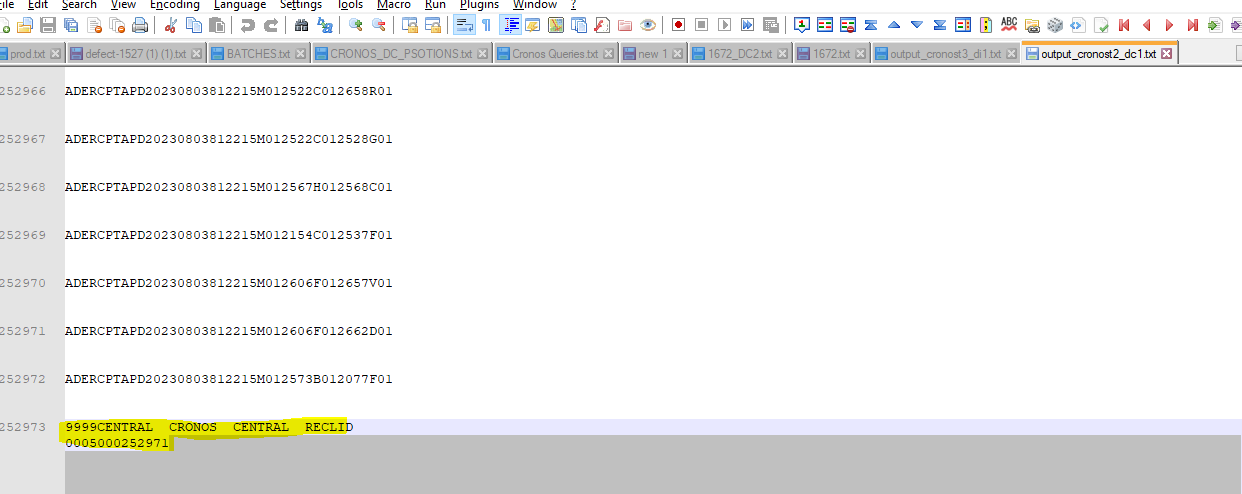 ile Edit Search View Encoding Language Settings Tools Macro Run Plugins Window ?
prod.txt defect-1527 (1) (1).txt BATCHES.txt CRONOS_DC_PSOTIONS.txt Cronos Queries.txt new 1 1672_DC2.txt 1672.txt output_cronost3_di1.txt output_cronost2_dc1.txt
252966 ADERCPTAPD20230803812215M012522C012658R01
252967 ADERCPTAPD20230803812215M012522C012528G01
252968 ADERCPTAPD20230803812215M012567H012568C01
252969 ADERCPTAPD20230803812215M012154C012537F01
252970 ADERCPTAPD20230803812215M012606F012657V01
252971 ADERCPTAPD20230803812215M012606F012662D01
252972 ADERCPTAPD20230803812215M012573B012077F01
252973 9999CENTRAL  CRONOS  CENTRAL  RECLID
0005000252971